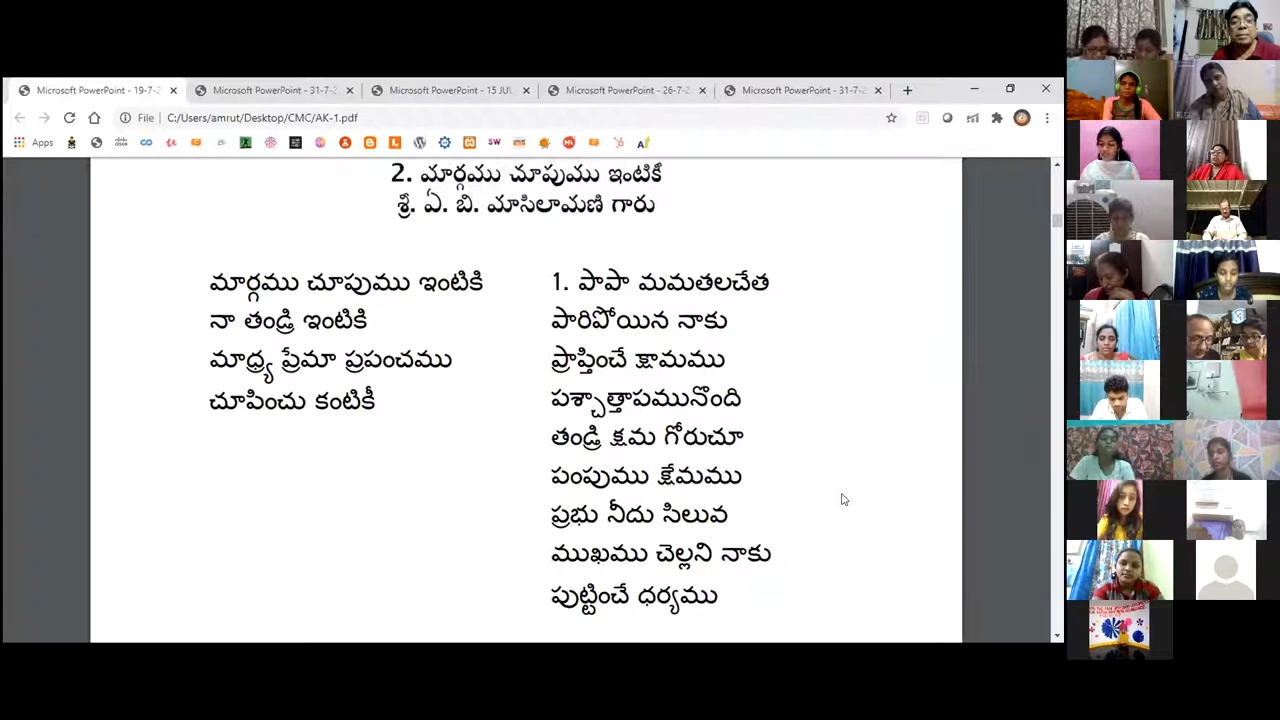 Microsoft PowerPoint - 19-7-2
Microsoft PowerPoint - 31-7-2
Microsoft PowerPoint - 15 JUL
Microsoft PowerPoint - 26-7-2
Microsoft PowerPoint - 31-7-2
File
C:/Users/amrut/Desktop/CMC/AK-1.pdf
Apps
2. మార్గము చూపుము ఇంటికి
శ్రీ. ఏ. బి. మాసిలామణి గారు
మార్గము చూపుము ఇంటికి
నా తండ్రి ఇంటికి
మాధ్ర్య ప్రేమా ప్రపంచము
చూపించు కంటికీ
1. పాపా మమతలచేత
పారిపోయిన నాకు
ప్రాప్తించే క్షామము
పశ్చాత్తాపమునొంది
తండ్రి క్షమ గోరుచూ
పంపుము క్షేమము
ప్రభు నీదు సిలువ
ముఖము చెల్లని నాకు
పుట్టించే ధర్యము